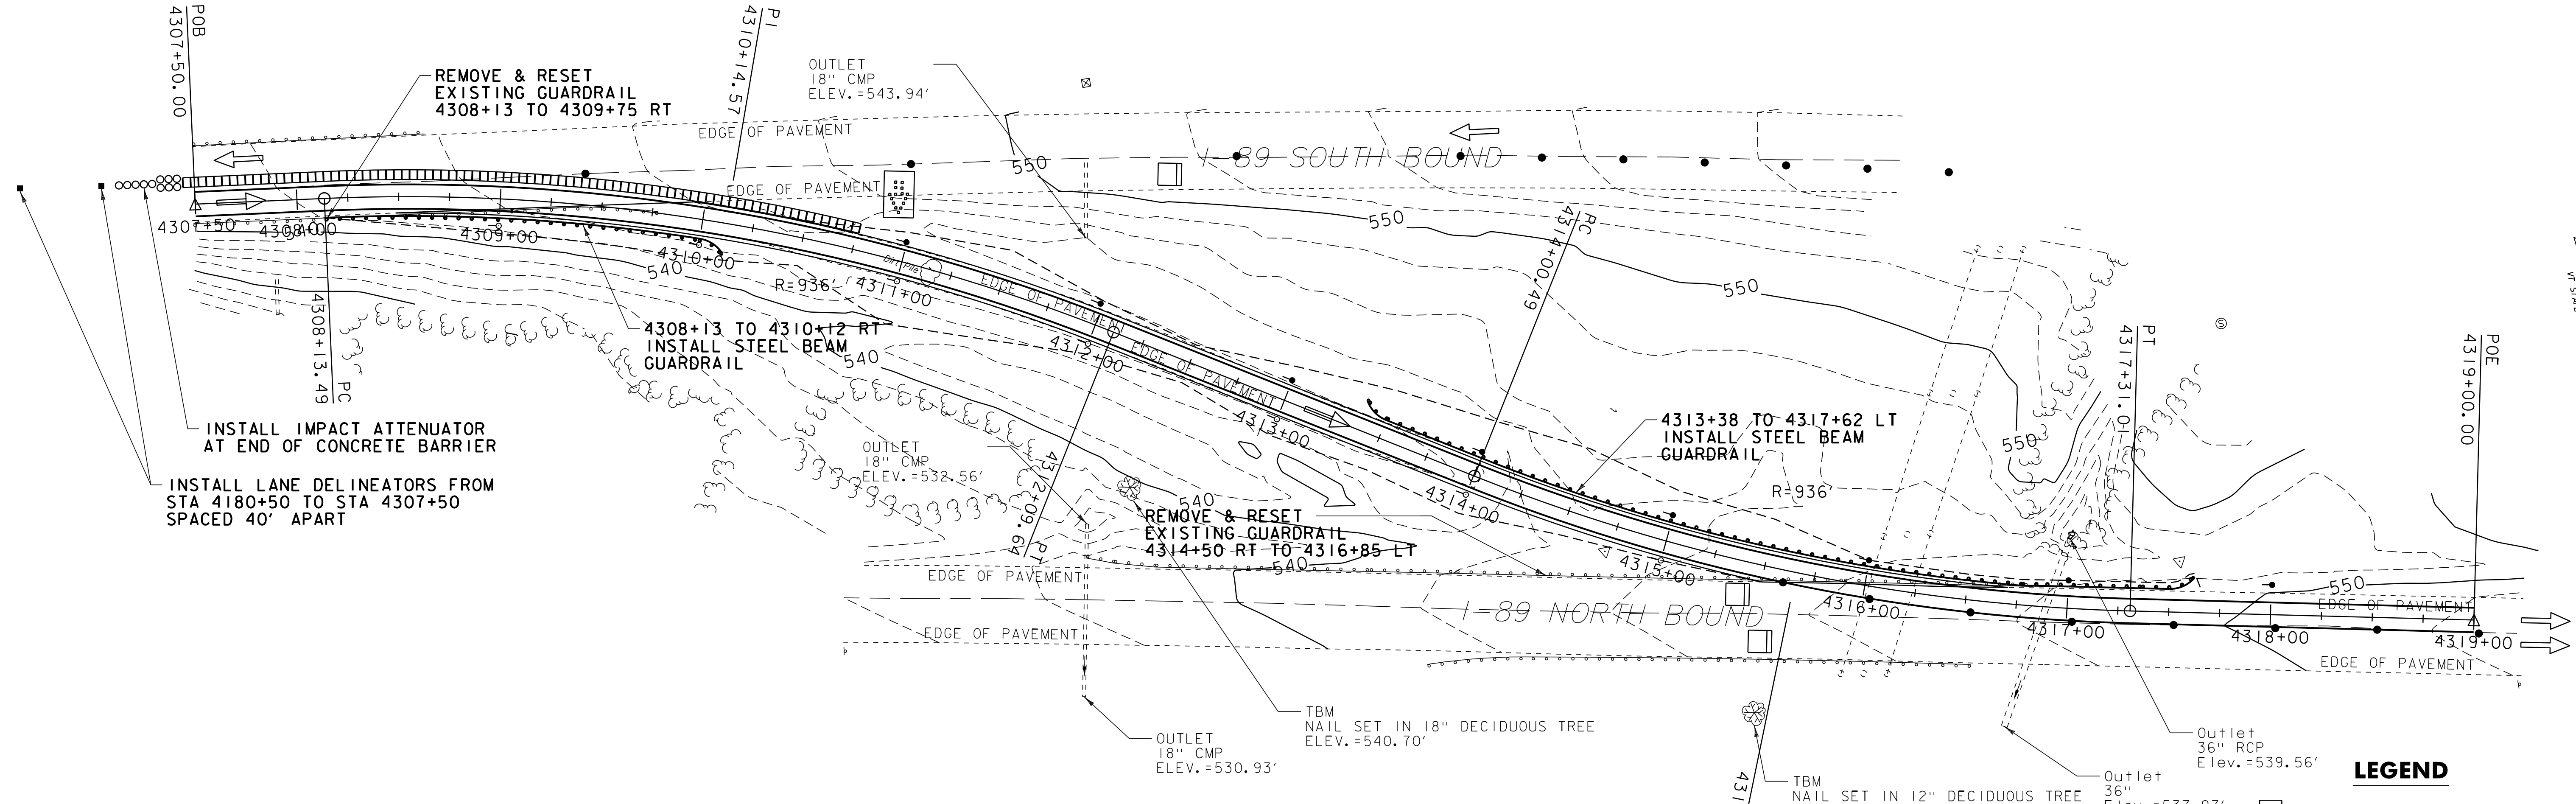 POB
4307+50.00
REMOVE & RESET
EXISTING GUARDRAIL
4308+13 TO 4309+75 RT
PI
4310+14.57
OUTLET
18" CMP
ELEV.=543.94'
EDGE OF PAVEMENT
I-89 SOUTH BOUND
550
EDGE OF PAVEMENT
550
4307+50
4308+00
540
4309+00
4310+00
540
Dirt Pile
R=936'
4311+00
EDGE OF PAVEMENT
PC
4314+00.49
550
4308+13.49
PC
4308+13 TO 4310+12 RT
INSTALL STEEL BEAM
GUARDRAIL
540
4312+00
EDGE OF PAVEMENT
4313+00
4313+38 TO 4317+62 LT
INSTALL STEEL BEAM
GUARDRAIL
S
PT
4317+31.01
POE
4319+00.00
550
INSTALL IMPACT ATTENUATOR
AT END OF CONCRETE BARRIER
OUTLET
18" CMP
ELEV.=532.56'
4312+09.64
PT
INSTALL LANE DELINEATORS FROM
STA 4180+50 TO STA 4307+50
SPACED 40' APART
540
4314+00
R=936'
REMOVE & RESET
EXISTING GUARDRAIL
4314+50 RT TO 4316+85 LT
540
4315+00
EDGE OF PAVEMENT
550
I-89 NORTH BOUND
4316+00
EDGE OF PAVEMENT
4317+00
4318+00
4319+00
EDGE OF PAVEMENT
EDGE OF PAVEMENT
TBM
NAIL SET IN 18" DECIDUOUS TREE
ELEV.=540.70'
OUTLET
18" CMP
ELEV.=530.93'
Outlet
36" RCP
Elev.=539.56'
LEGEND
TBM
NAIL SET IN 12" DECIDUOUS TREE
Outlet
36"